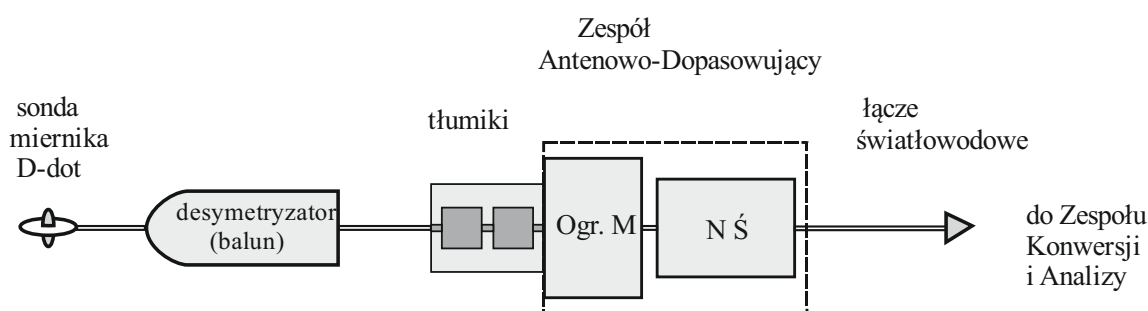 Zespół
Antenowo-Dopasowujący
sonda
miernika
D-dot
tłumiki
łącze
światłowodowe
desymetryzator
(balun)
Ogr. M
N Ś
do Zespołu
Konwersji
i Analizy